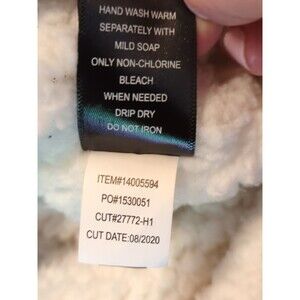 HAND WASH WARM
SEPARATELY WITH
MILD SOAP
ONLY NON-CHLORINE
BLEACH
WHEN NEEDED
DRIP DRY
DO NOT IRON
ITEM#14005594
PO#1530051
CUT#27772-H1
CUT DATE:08/2020